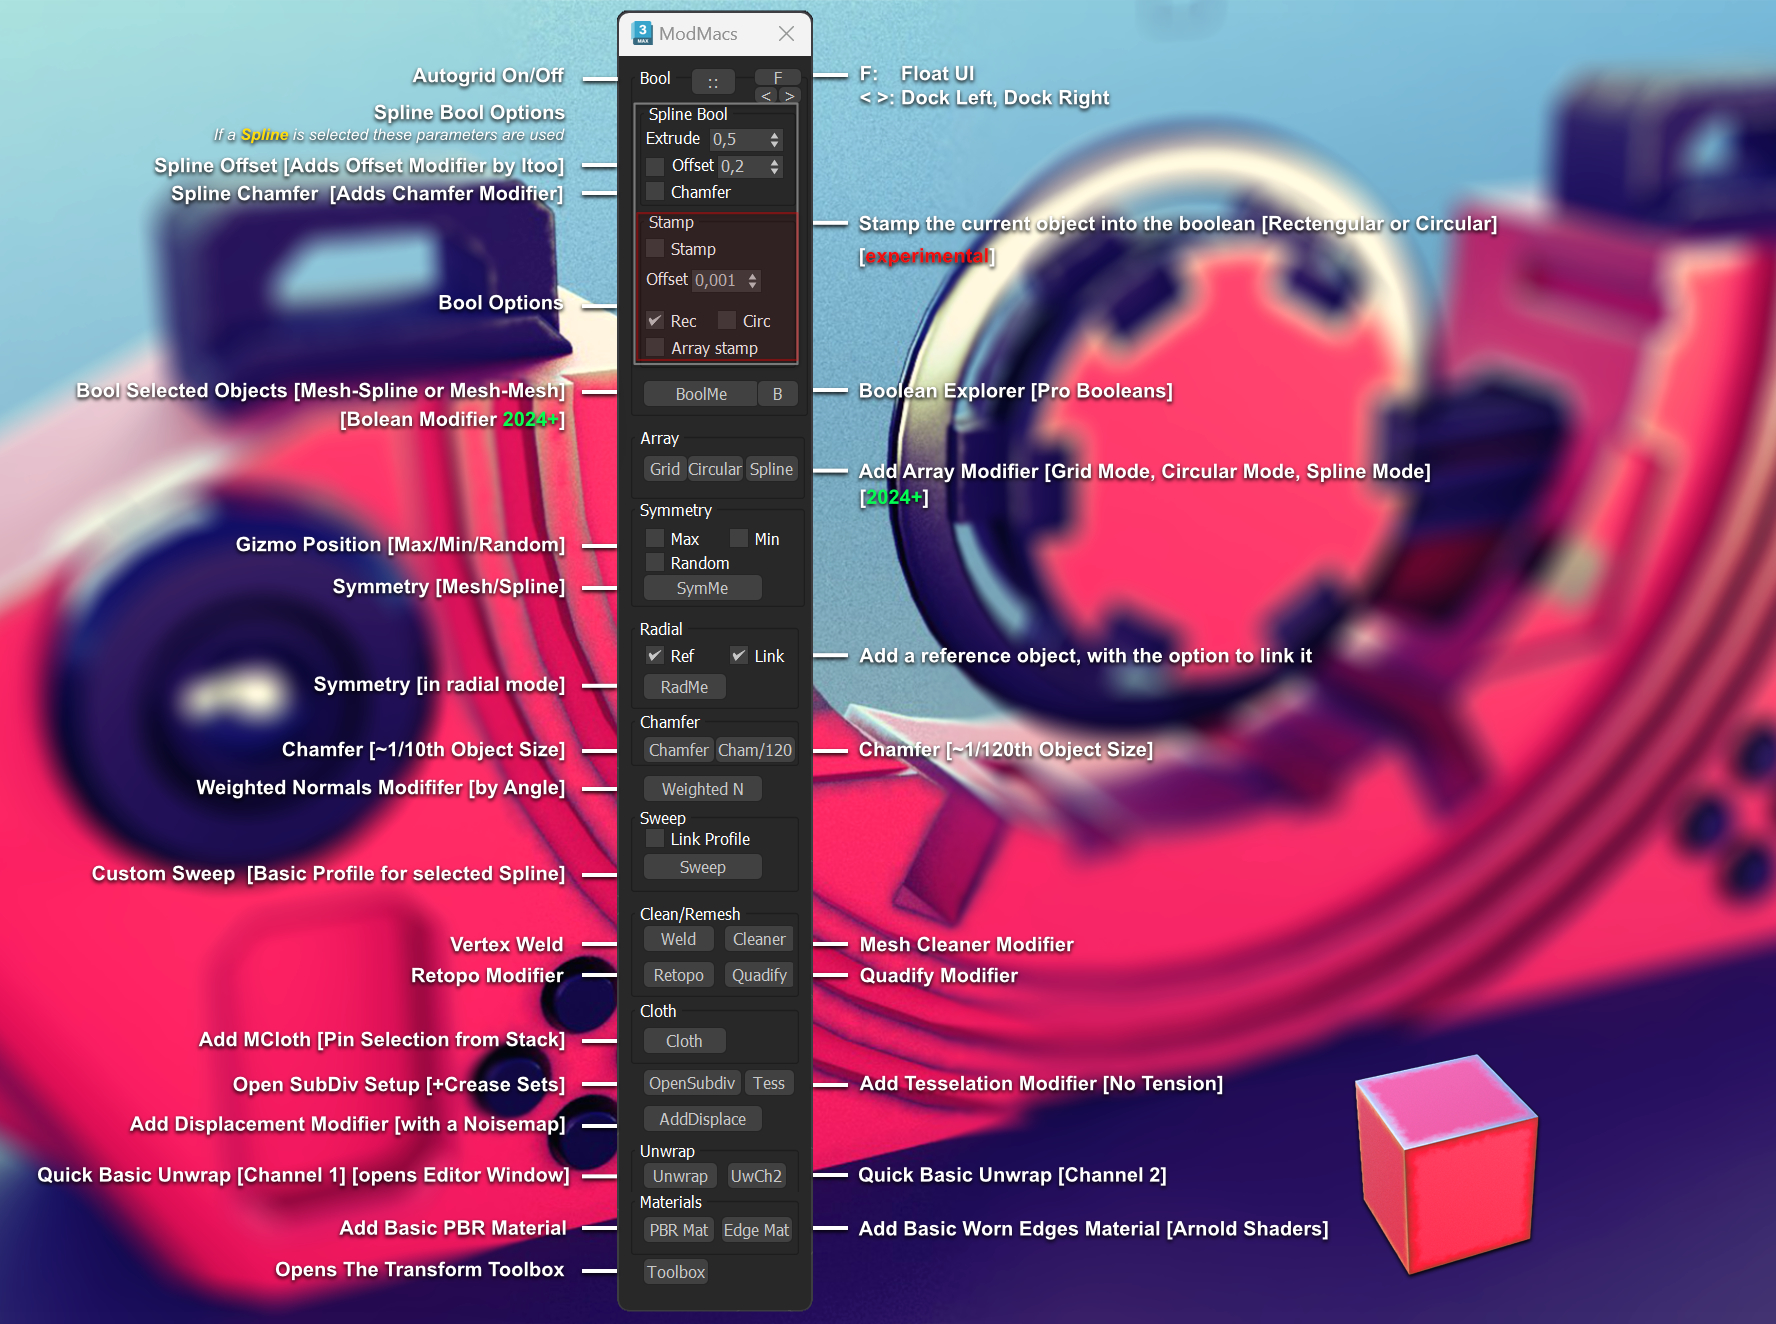 3 MAX ModMacs
Autogrid On/Off
Bool :: F
< >
F: Float UI
< >: Dock Left, Dock Right
Spline Bool Options
If a Spline is selected these parameters are used
Spline Bool
Extrude 0,5
Spline Offset [Adds Offset Modifier by Itoo]
Offset 0,2
Spline Chamfer [Adds Chamfer Modifier]
Chamfer
Stamp
Stamp the current object into the boolean [Rectengular or Circular]
[experimental]
Stamp
Offset 0,001
Bool Options
Rec Circ
Array stamp
Bool Selected Objects [Mesh-Spline or Mesh-Mesh]
[Bolean Modifier 2024+]
BoolMe B
Boolean Explorer [Pro Booleans]
Array
Grid Circular Spline
Add Array Modifier [Grid Mode, Circular Mode, Spline Mode]
[2024+]
Symmetry
Gizmo Position [Max/Min/Random]
Max Min
Random
Symmetry [Mesh/Spline]
SymMe
Radial
Ref Link
Add a reference object, with the option to link it
Symmetry [in radial mode]
RadMe
Chamfer
Chamfer [~1/10th Object Size]
Chamfer Cham/120
Chamfer [~1/120th Object Size]
Weighted Normals Modififer [by Angle]
Weighted N
Sweep
Link Profile
Custom Sweep [Basic Profile for selected Spline]
Sweep
Clean/Remesh
Vertex Weld
Weld Cleaner
Mesh Cleaner Modifier
Retopo Modifier
Retopo Quadify
Quadify Modifier
Cloth
Add MCloth [Pin Selection from Stack]
Cloth
Open SubDiv Setup [+Crease Sets]
OpenSubdiv Tess
Add Tesselation Modifier [No Tension]
Add Displacement Modifier [with a Noisemap]
AddDisplace
Unwrap
Quick Basic Unwrap [Channel 1] [opens Editor Window]
Unwrap UwCh2
Quick Basic Unwrap [Channel 2]
Materials
Add Basic PBR Material
PBR Mat Edge Mat
Add Basic Worn Edges Material [Arnold Shaders]
Opens The Transform Toolbox
Toolbox